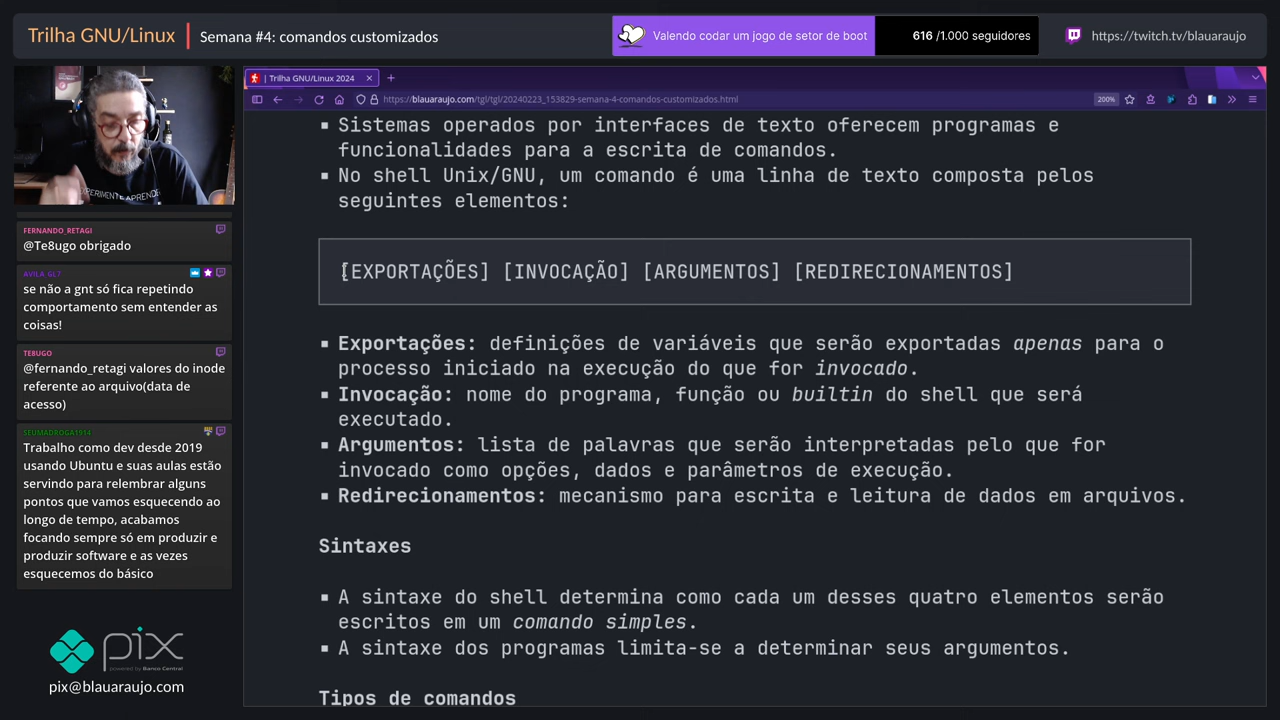 Trilha GNU/Linux
Semana #4: comandos customizados
Valendo codar um jogo de setor de boot
616 /1.000 seguidores
https://twitch.tv/blauaraujo
| Trilha GNU/Linux 2024
https://blauaraujo.com/tgl/tgl/20240223_153829-semana-4-comandos-customizados.html
200%
FERNANDO_RETAGI
@Te8ugo obrigado
AVILA_GL7
se não a gnt só fica repetindo
comportamento sem entender as
coisas!
TEBUGO
@fernando_retagi valores do inode
referente ao arquivo(data de
acesso)
SEUMADROGA1914
Trabalho como dev desde 2019
usando Ubuntu e suas aulas estão
servindo para relembrar alguns
pontos que vamos esquecendo ao
longo de tempo, acabamos
focando sempre só em produzir e
produzir software e as vezes
esquecemos do básico
pix
powered by Banco Central
pix@blauaraujo.com
Sistemas operados por interfaces de texto oferecem programas e
funcionalidades para a escrita de comandos.
No shell Unix/GNU, um comando é uma linha de texto composta pelos
seguintes elementos:
[EXPORTAÇÕES] [INVOCAÇÃO] [ARGUMENTOS] [REDIRECIONAMENTOS]
Exportações: definições de variáveis que serão exportadas apenas para o
processo iniciado na execução do que for invocado.
Invocação: nome do programa, função ou builtin do shell que será
executado.
Argumentos: lista de palavras que serão interpretadas pelo que for
invocado como opções, dados e parâmetros de execução.
Redirecionamentos: mecanismo para escrita e leitura de dados em arquivos.
Sintaxes
A sintaxe do shell determina como cada um desses quatro elementos serão
escritos em um comando simples.
A sintaxe dos programas limita-se a determinar seus argumentos.
Tipos de comandos